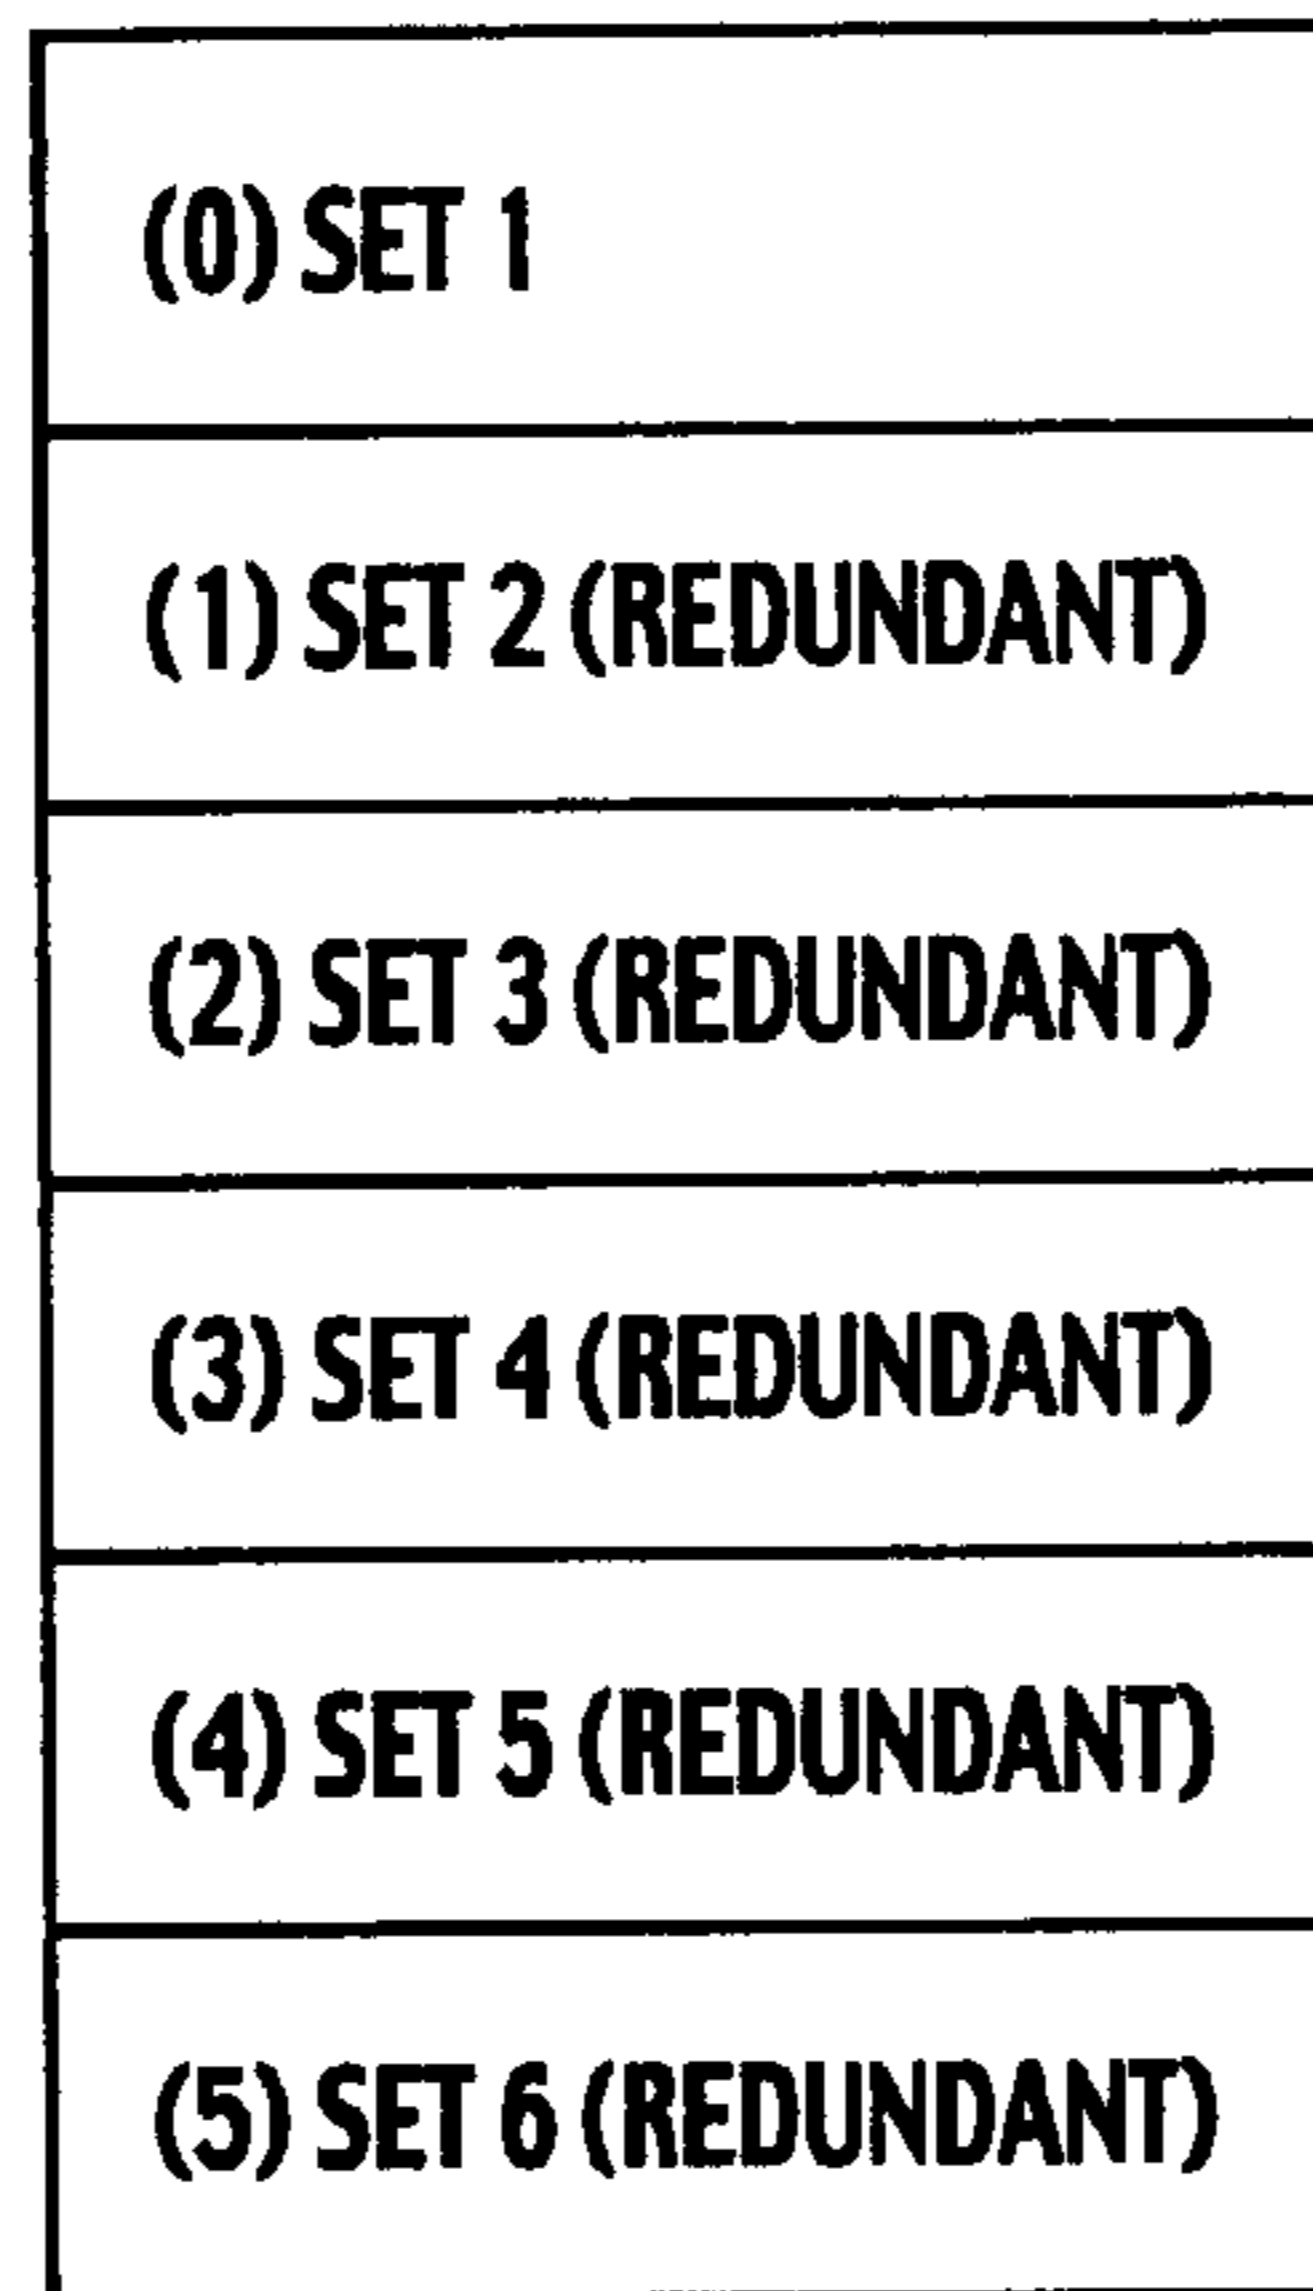 (0) SET 1
(1) SET 2 (REDUNDANT)
(2) SET 3 (REDUNDANT)
(3) SET 4 (REDUNDANT)
(4) SET 5 (REDUNDANT)
(5) SET 6 (REDUNDANT)